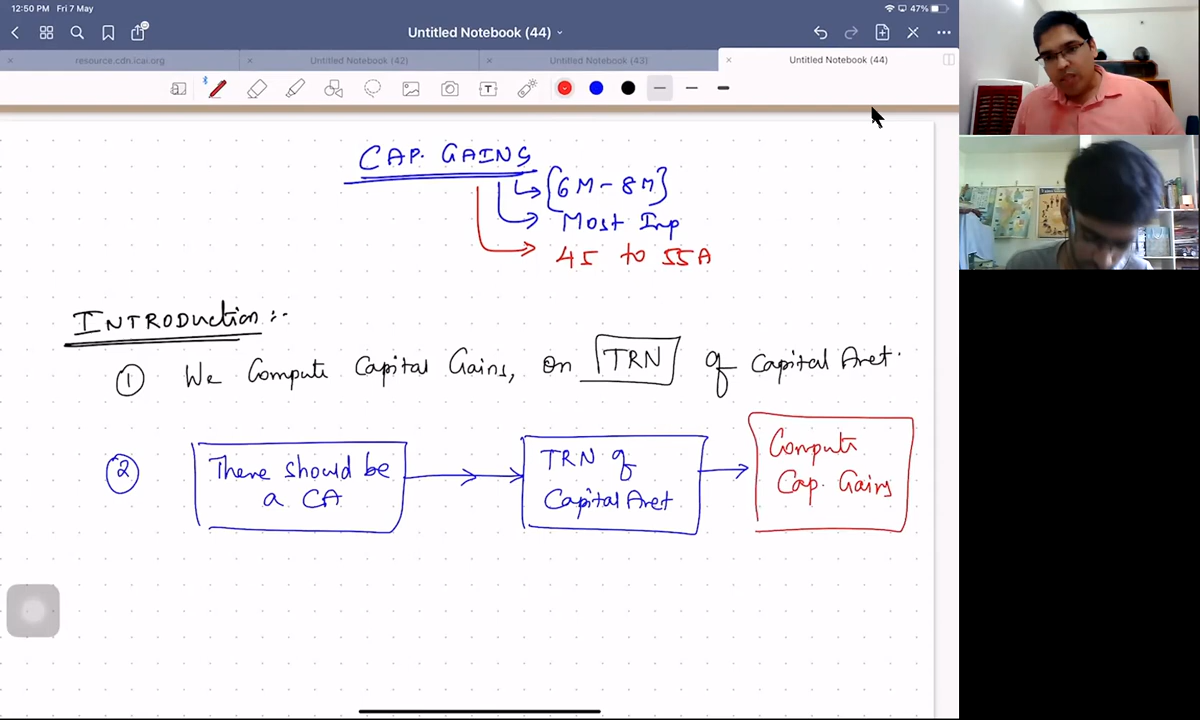 12:50 PM Fri 7 May
47%
Untitled Notebook (44)
resource.cdn.icai.org
Untitled Notebook (42)
Untitled Notebook (43)
Untitled Notebook (44)
CAP. GAINS
[6M - 8M]
Most Imp
45 to 55A
INTRODUCTION :-
① We Compute Capital Gains, on TRN of Capital Asset.
② There should be
a CA
TRN of
Capital Asset
Compute
Cap. Gains